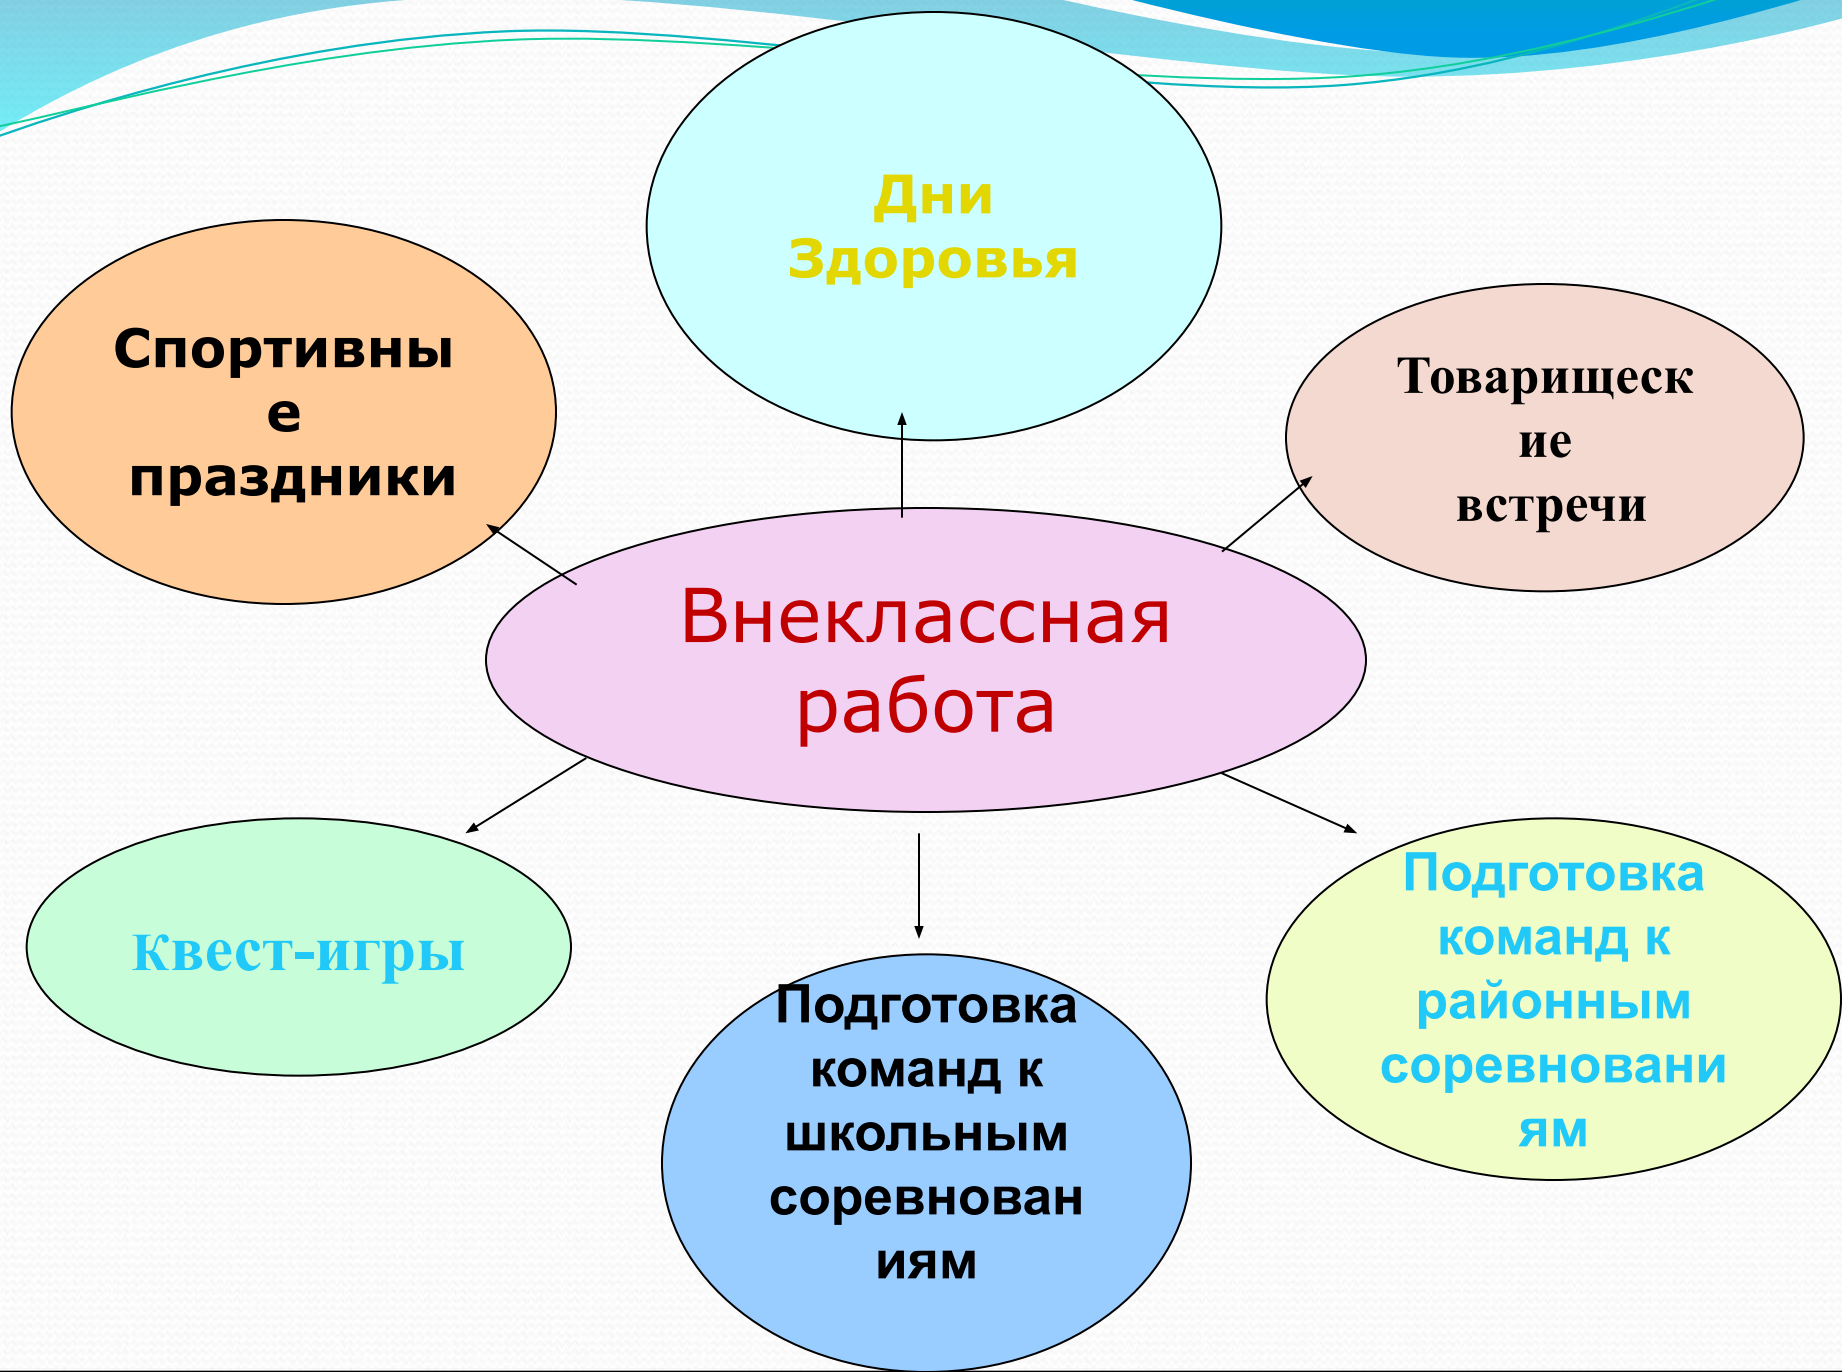 Дни
Здоровья
Спортивны
е
праздники
Товарищеск
ие
встречи
Внеклассная
работа
Квест-игры
Подготовка
команд к
школьным
соревнован
иям
Подготовка
команд к
районным
соревновани
ям